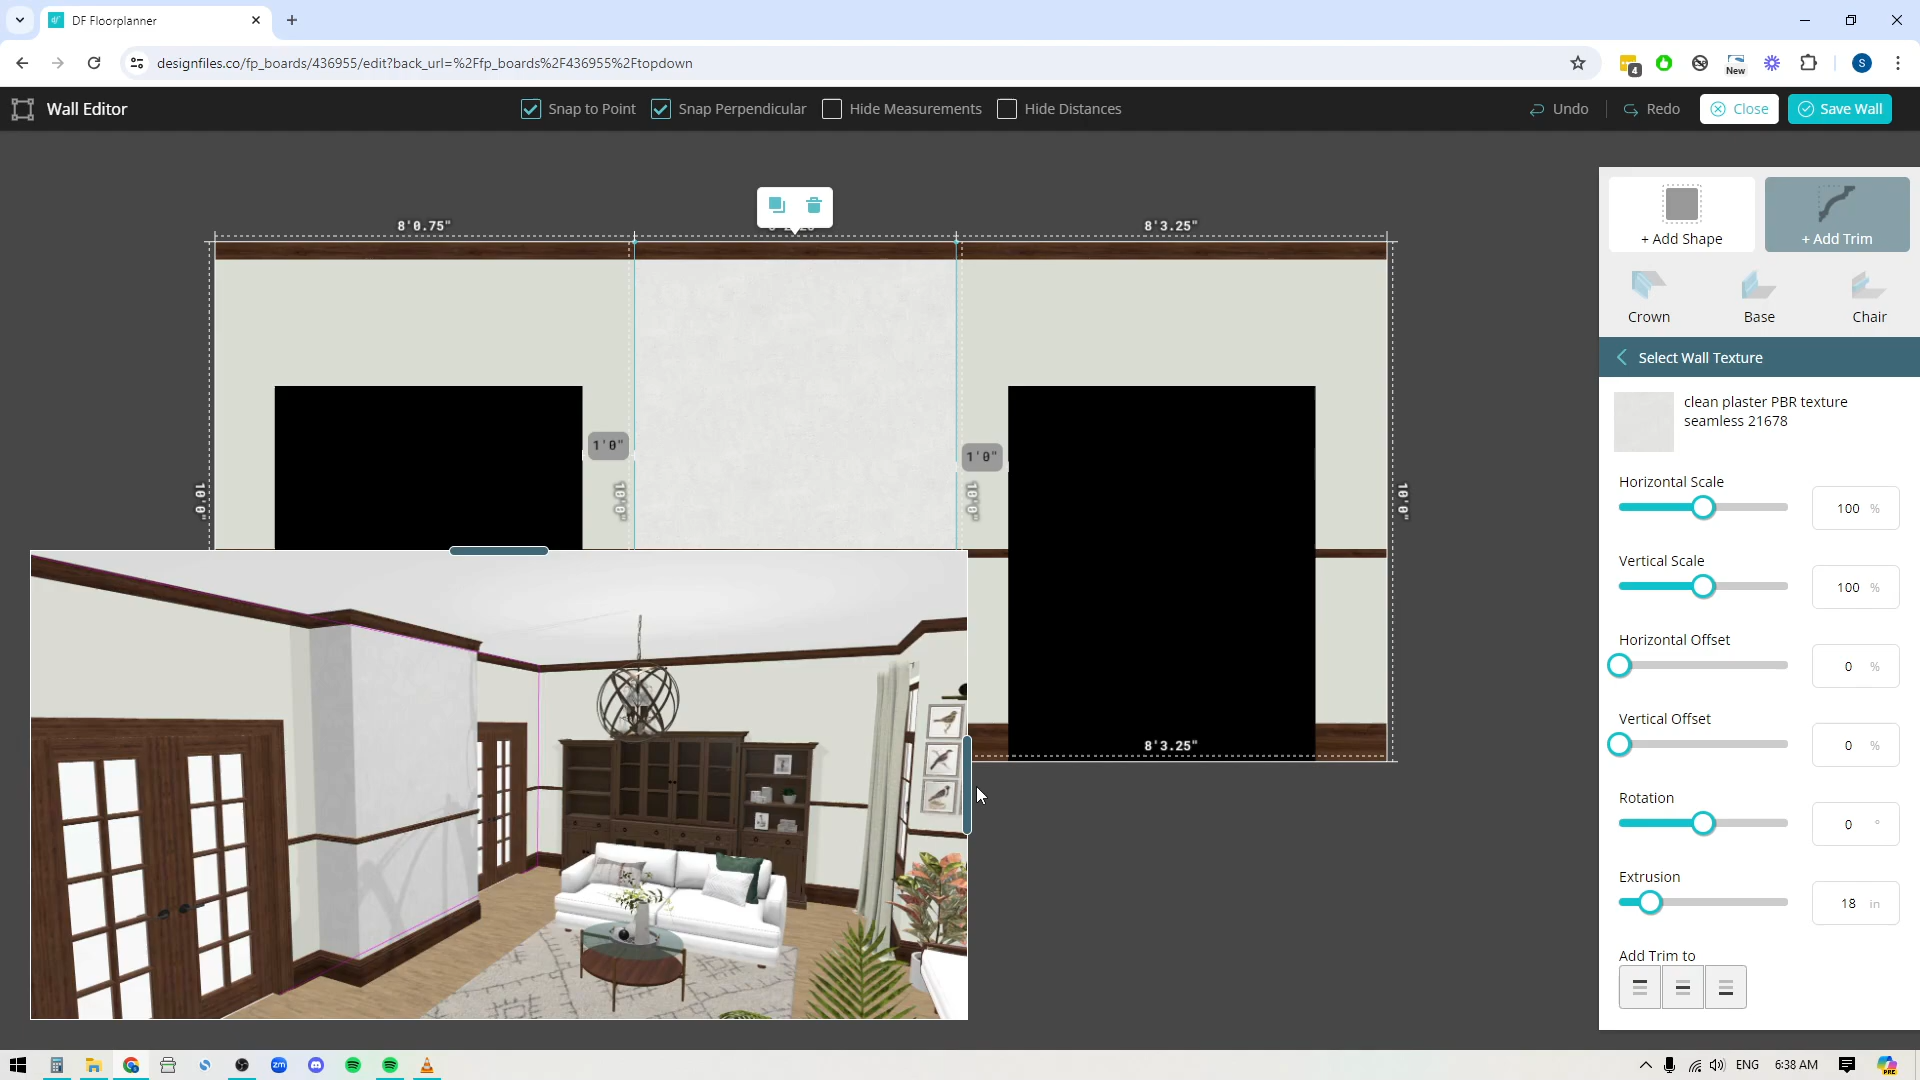 DF Floorplanner
designfiles.co/fp_boards/436955/edit?back_url=%2Ffp_boards%2F436955%2Ftopdown
4
New
S
Wall Editor
Snap to Point
Snap Perpendicular
Hide Measurements
Hide Distances
Undo
Redo
Close
Save Wall
8'0.75"
8'3.25"
+ Add Shape
+ Add Trim
Crown
Base
Chair
Select Wall Texture
clean plaster PBR texture
seamless 21678
1'0"
1'0"
10'0"
10'0"
10'0"
10'0"
8'3.25"
Horizontal Scale
100 %
Vertical Scale
100 %
Horizontal Offset
0 %
Vertical Offset
0 %
Rotation
0 °
Extrusion
18 in
Add Trim to
zm
ENG
6:38 AM
PRE